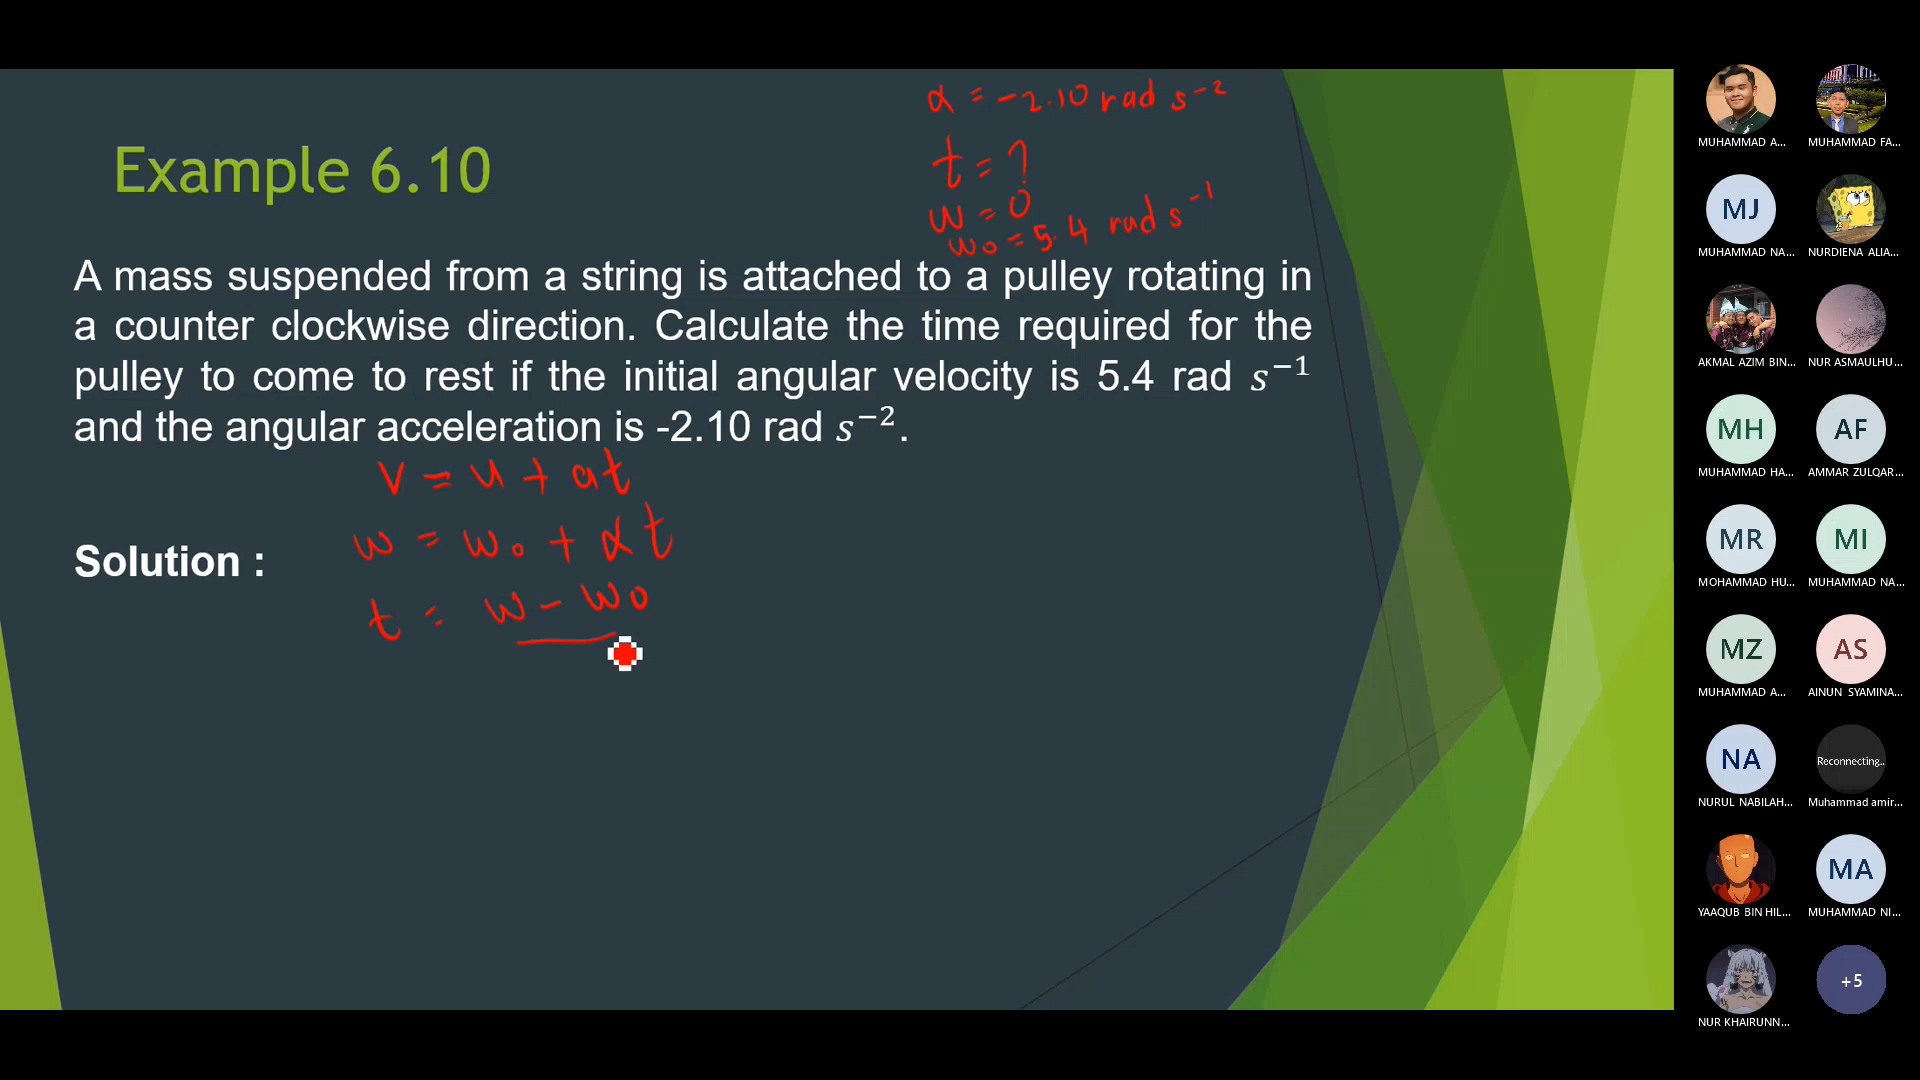 α = -2.10 rad s⁻²
t = ?
Example 6.10
w = 0
w₀ = 5.4 rad s⁻¹
A mass suspended from a string is attached to a pulley rotating in
a counter clockwise direction. Calculate the time required for the
pulley to come to rest if the initial angular velocity is 5.4 rad s⁻¹
and the angular acceleration is -2.10 rad s⁻².
v = u + at
w = w₀ + αt
Solution :
t = w - w₀
MUHAMMAD A...
MUHAMMAD FA...
MJ
MUHAMMAD NA...
NURDIENA ALIA...
AKMAL AZIM BIN...
NUR ASMAULHU...
MH
AF
MUHAMMAD HA...
AMMAR ZULQAR...
MR
MI
MOHAMMAD HU...
MUHAMMAD NA...
MZ
AS
MUHAMMAD A...
AINUN SYAMINA...
NA
Reconnecting...
NURUL NABILAH...
Muhammad amir...
MA
YAAQUB BIN HIL...
MUHAMMAD NI...
+5
NUR KHAIRUNN...